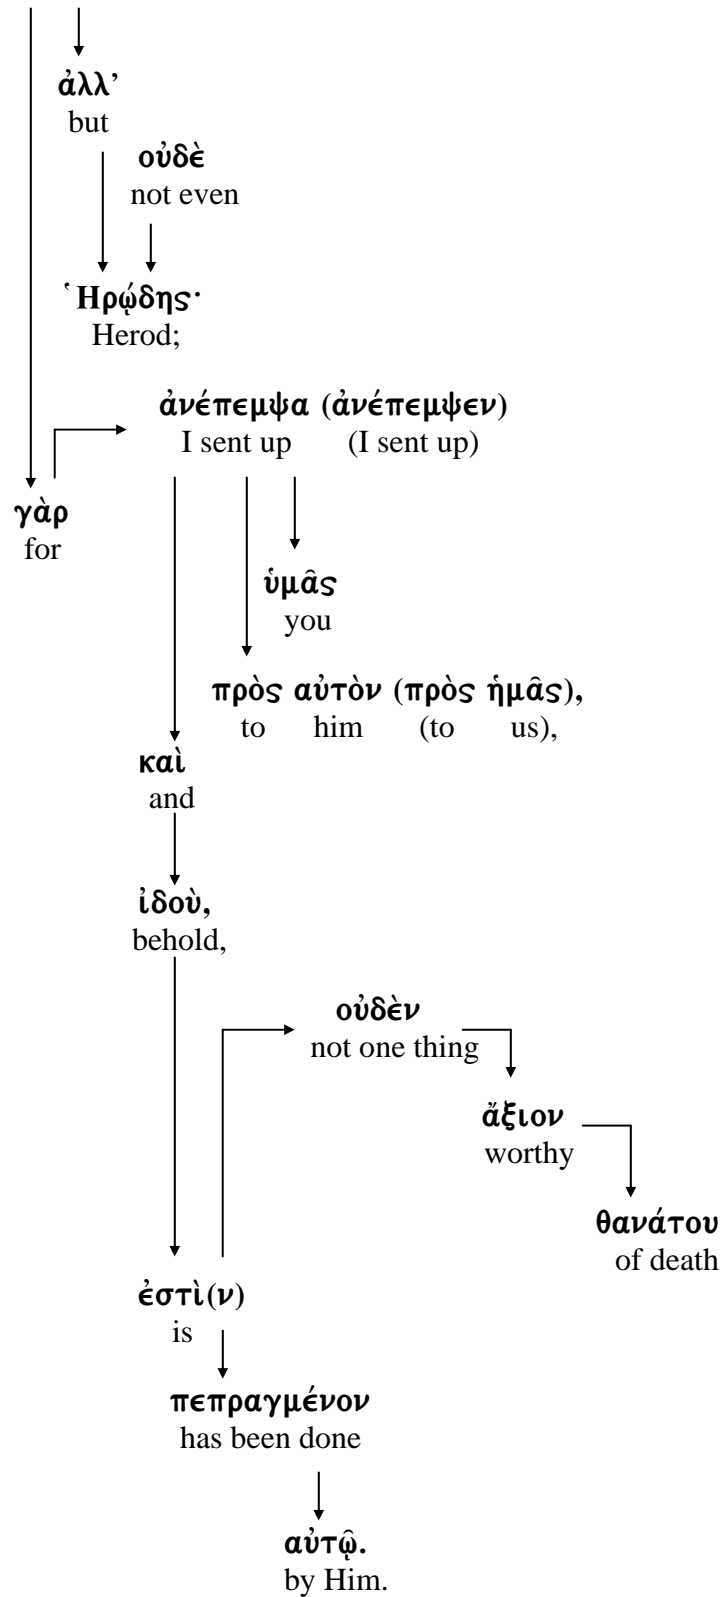 ἀλλ’
but
οὐδὲ
not even
Ἡρῴδης·
Herod;
ἀνέπεμψα (ἀνέπεμψεν)
I sent up (I sent up)
γὰρ
for
ὑμᾶς
you
πρὸς αὐτὸν (πρὸς ἡμᾶς),
to him (to us),
καὶ
and
ἰδοὺ,
behold,
οὐδὲν
not one thing
ἄξιον
worthy
θανάτου
of death
ἐστὶ(ν)
is
πεπραγμένον
has been done
αὐτῷ.
by Him.